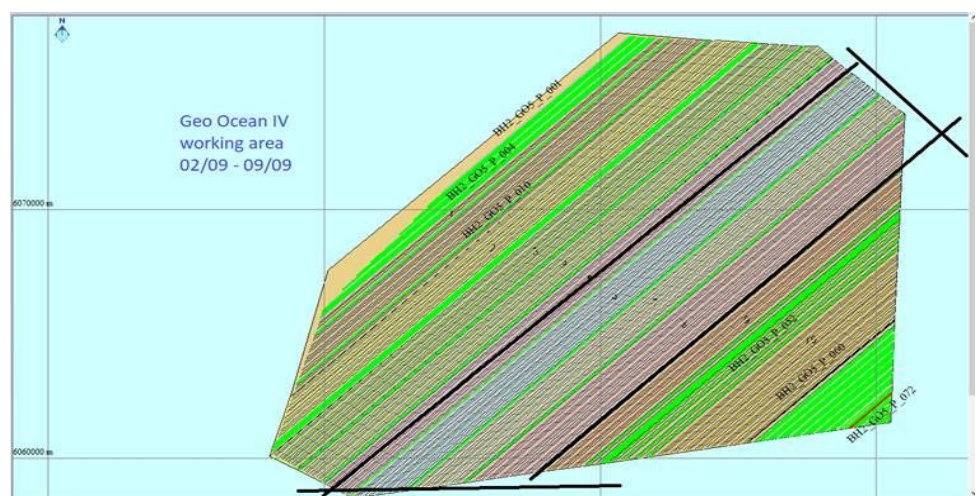 N
BH2_GO5_P_001
Geo Ocean IV
working area
02/09 - 09/09
BH2_GO5_P_004
6070000 m
BH2_GO5_P_010
BH2_GO5_P_052
BH2_GO5_P_060
BH2_GO5_P_072
6060000 m